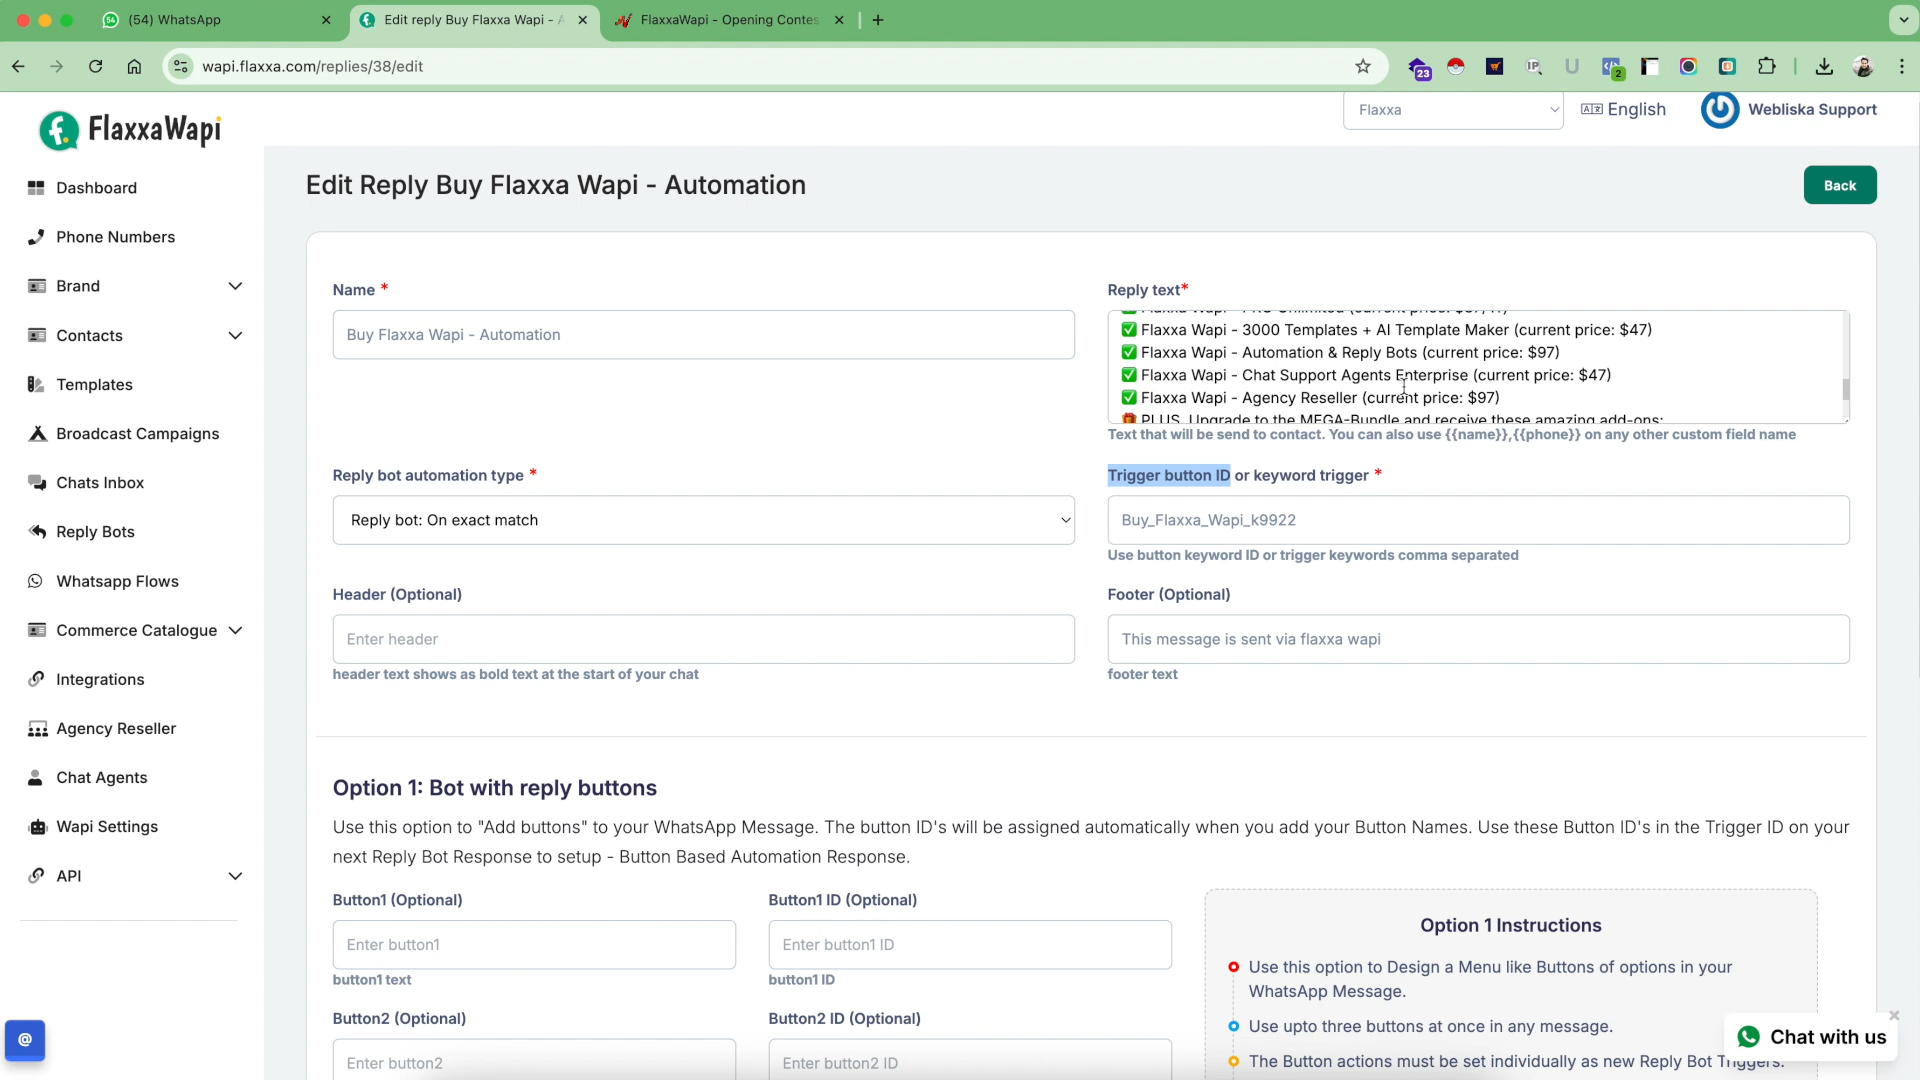 54
(54) WhatsApp
Edit reply Buy Flaxxa Wapi - A
FlaxxaWapi - Opening Contes
wapi.flaxxa.com/replies/38/edit
23
IP
U
2
FlaxxaWapi
Flaxxa
English
Webliska Support
Dashboard
Phone Numbers
Brand
Contacts
Templates
Broadcast Campaigns
Chats Inbox
Reply Bots
Whatsapp Flows
Commerce Catalogue
Integrations
Agency Reseller
Chat Agents
Wapi Settings
API
@
Edit Reply Buy Flaxxa Wapi - Automation
Back
Name *
Buy Flaxxa Wapi - Automation
Reply text*
✅ Flaxxa Wapi - 3000 Templates + AI Template Maker (current price: $47)
✅ Flaxxa Wapi - Automation & Reply Bots (current price: $97)
✅ Flaxxa Wapi - Chat Support Agents Enterprise (current price: $47)
✅ Flaxxa Wapi - Agency Reseller (current price: $97)
🎁 PLUS, Upgrade to the MEGA-Bundle and receive these amazing add-ons:
Text that will be send to contact. You can also use {{name}},{{phone}} on any other custom field name
Reply bot automation type *
Reply bot: On exact match
Trigger button ID or keyword trigger *
Buy_Flaxxa_Wapi_k9922
Use button keyword ID or trigger keywords comma separated
Header (Optional)
Enter header
header text shows as bold text at the start of your chat
Footer (Optional)
This message is sent via flaxxa wapi
footer text
Option 1: Bot with reply buttons
Use this option to "Add buttons" to your WhatsApp Message. The button ID's will be assigned automatically when you add your Button Names. Use these Button ID's in the Trigger ID on your
next Reply Bot Response to setup - Button Based Automation Response.
Button1 (Optional)
Enter button1
button1 text
Button1 ID (Optional)
Enter button1 ID
button1 ID
Button2 (Optional)
Enter button2
Button2 ID (Optional)
Enter button2 ID
Option 1 Instructions
Use this option to Design a Menu like Buttons of options in your
WhatsApp Message.
Use upto three buttons at once in any message.
The Button actions must be set individually as new Reply Bot Triggers.
Chat with us